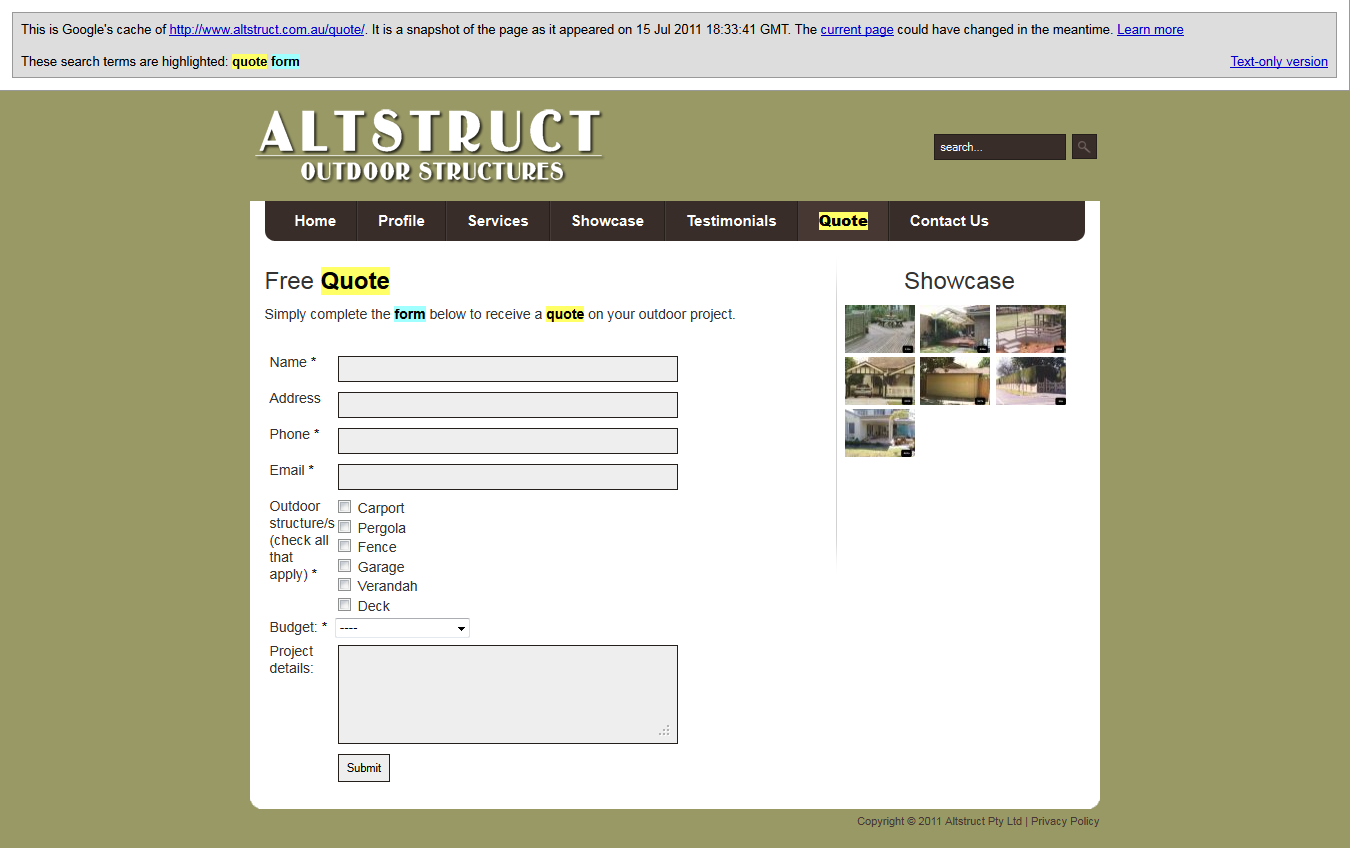 This is Google's cache of http://www.altstruct.com.au/quote/. It is a snapshot of the page as it appeared on 15 Jul 2011 18:33:41 GMT. The current page could have changed in the meantime. Learn more
These search terms are highlighted: quote form
Text-only version
ALTSTRUCT
OUTDOOR STRUCTURES
search...
Home Profile Services Showcase Testimonials Quote Contact Us
Free Quote
Simply complete the form below to receive a quote on your outdoor project.
Name *
Address
Phone *
Email *
Outdoor
structure/s
(check all
that
apply) *
Carport
Pergola
Fence
Garage
Verandah
Deck
Budget: * ----
Project
details:
Submit
Showcase
Copyright © 2011 Altstruct Pty Ltd | Privacy Policy